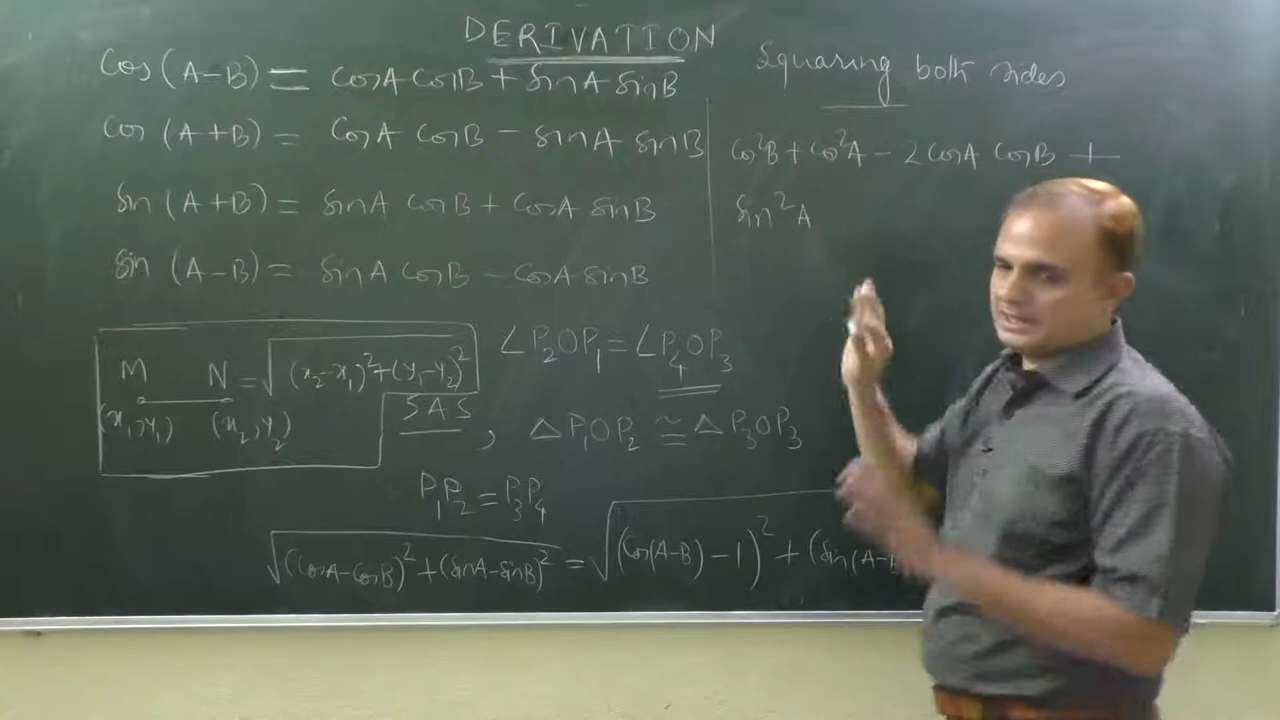 DERIVATION
Cos (A-B) = CosA CosB + SinA SinB
Cos (A+B) = CosA CosB - SinA SinB
Sin (A+B) = SinA CosB + CosA SinB
Sin (A-B) = SinA CosB - CosA SinB
M N = √(x₂-x₁)²+(y₁-y₂)²
(x₁,y₁) (x₂,y₂)
∠P₂OP₁ = ∠P₄OP₃
SAS, △P₁OP₂ ≅ △P₃OP₃
P₁P₂ = P₃P₄
√(CosA-CosB)²+(SinA-SinB)² = √(Cos(A-B)-1)² + (Sin(A-
Squaring both sides
Cos²B + Cos²A - 2CosA CosB +
Sin²A